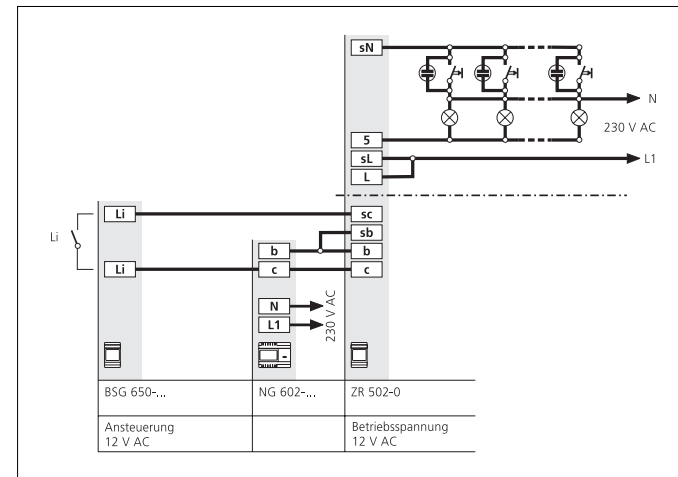 sN
N
230 V AC
5
sL
L1
L
Li
sc
sb
Li
b
b
Li
c
c
N
L1
230 V AC
BSG 650-...
NG 602-...
ZR 502-0
Ansteuerung
12 V AC
Betriebsspannung
12 V AC